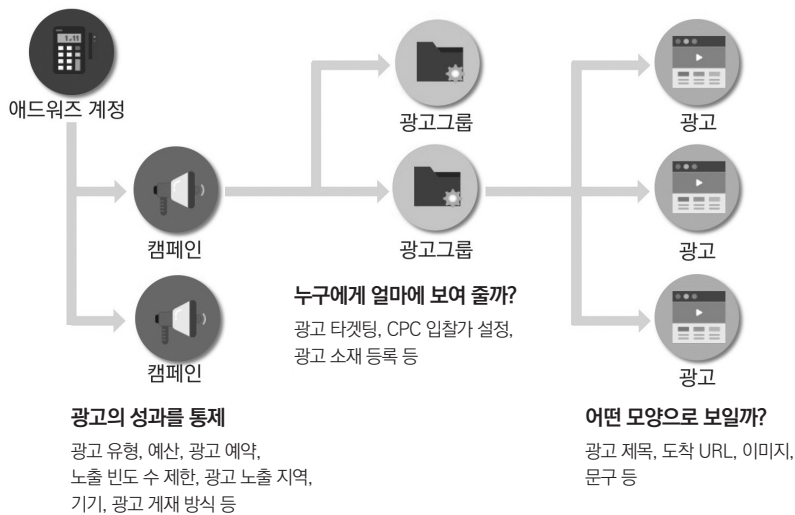 1.11
애드워즈 계정
광고그룹
광고
캠페인
광고그룹
광고
누구에게 얼마에 보여 줄까?
광고 타겟팅, CPC 입찰가 설정,
광고 소재 등록 등
캠페인
광고
광고의 성과를 통제
광고 유형, 예산, 광고 예약,
노출 빈도 수 제한, 광고 노출 지역,
기기, 광고 게재 방식 등
어떤 모양으로 보일까?
광고 제목, 도착 URL, 이미지,
문구 등